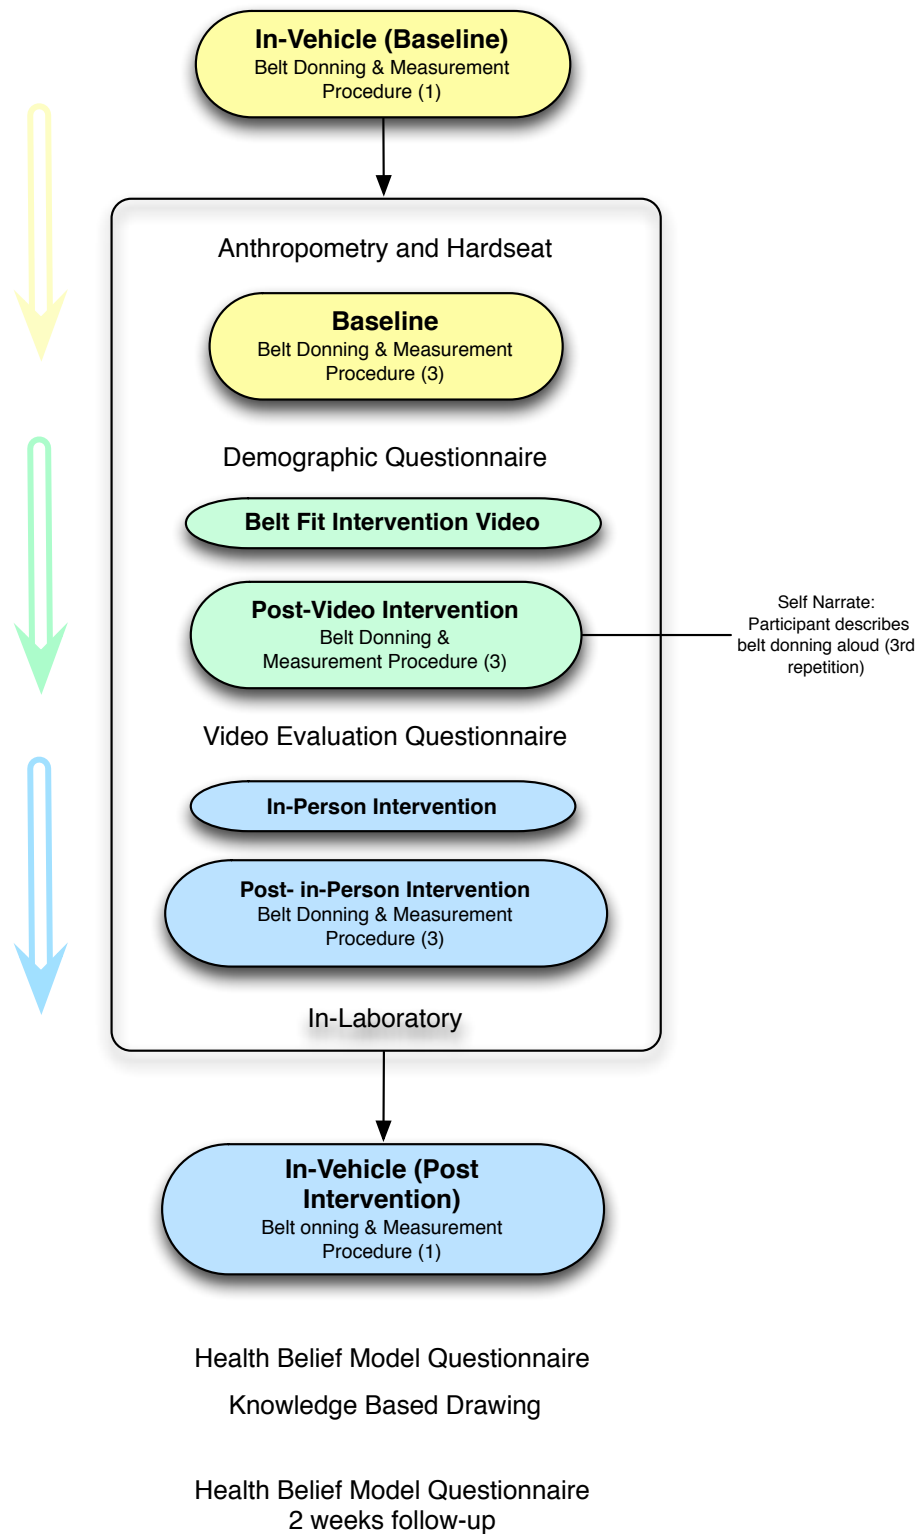 In-Vehicle (Baseline)
Belt Donning & Measurement
Procedure (1)
Anthropometry and Hardseat
Baseline
Belt Donning & Measurement
Procedure (3)
Demographic Questionnaire
Belt Fit Intervention Video
Post-Video Intervention
Belt Donning &
Measurement Procedure (3)
Self Narrate:
Participant describes
belt donning aloud (3rd
repetition)
Video Evaluation Questionnaire
In-Person Intervention
Post- in-Person Intervention
Belt Donning & Measurement
Procedure (3)
In-Laboratory
In-Vehicle (Post
Intervention)
Belt onning & Measurement
Procedure (1)
Health Belief Model Questionnaire
Knowledge Based Drawing
Health Belief Model Questionnaire
2 weeks follow-up